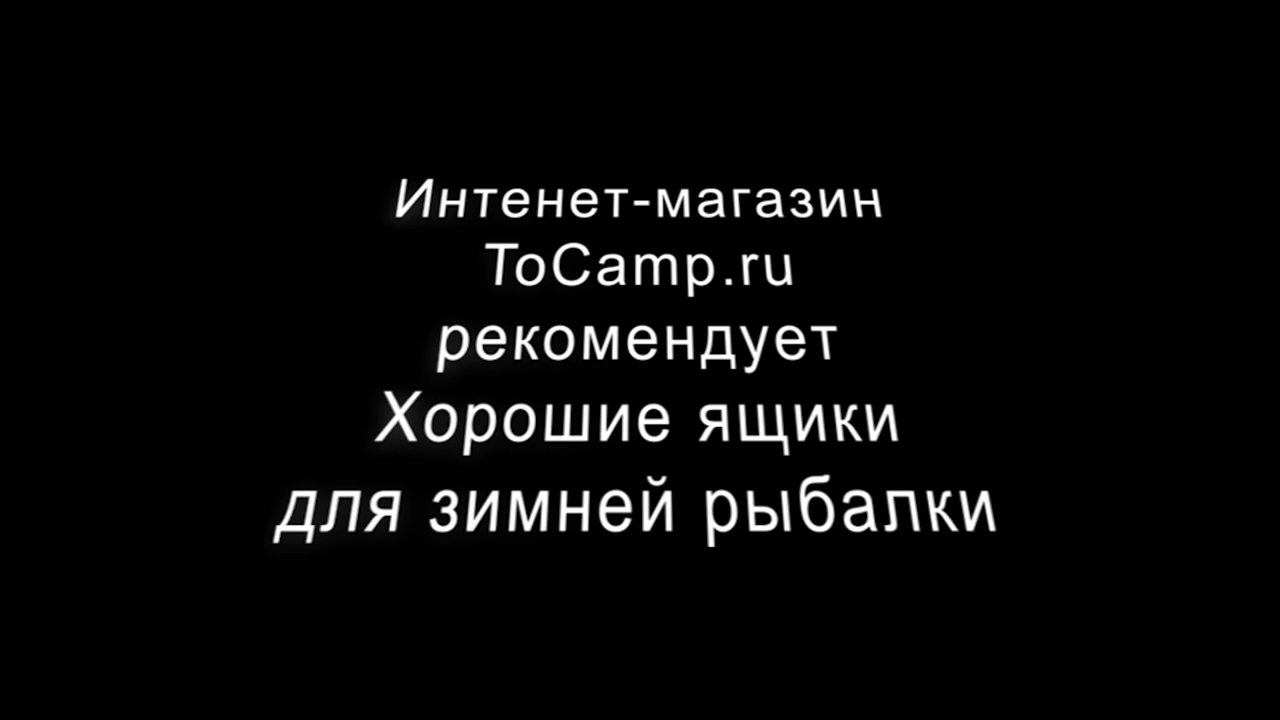 Интенет-магазин
ToCamp.ru
рекомендует
Хорошие ящики
для зимней рыбалки